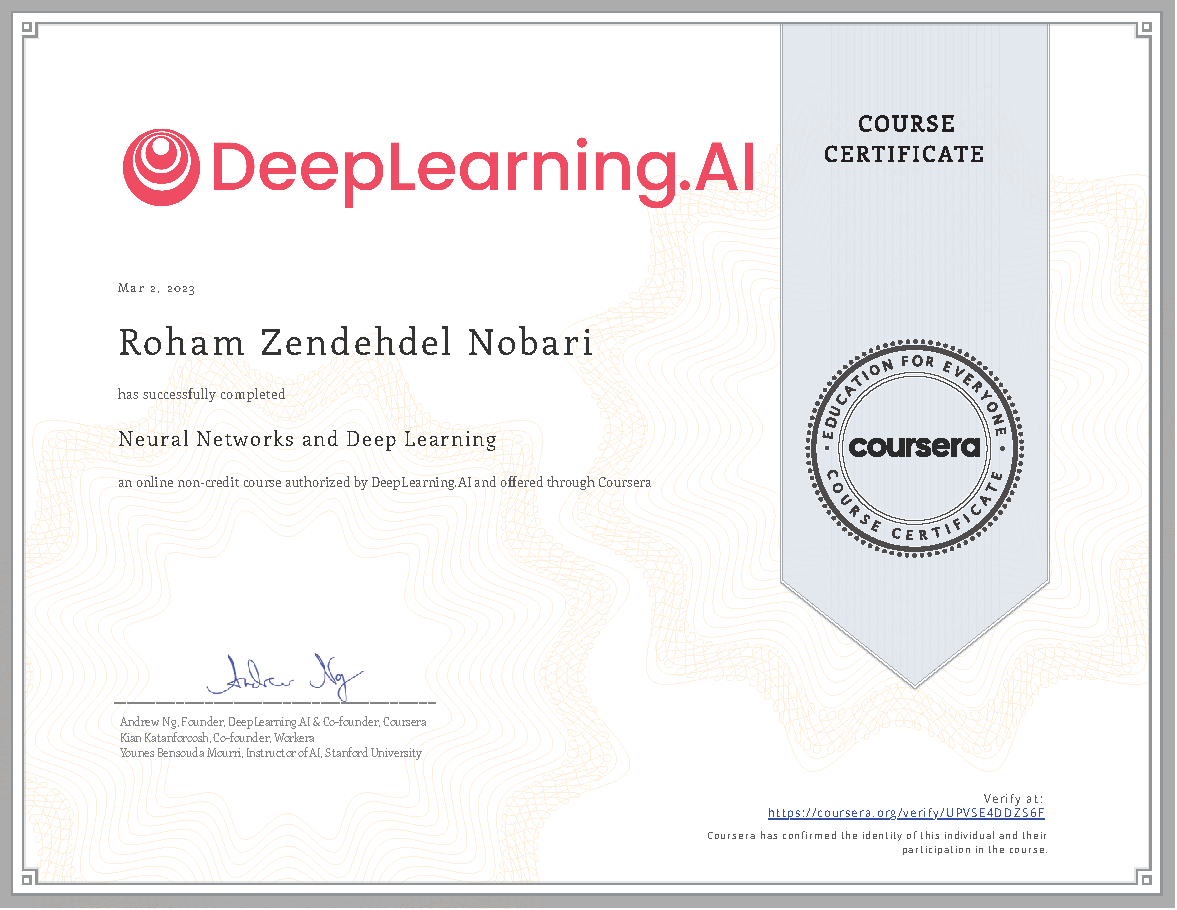 DeepLearning.AI
COURSE
CERTIFICATE
Mar 2, 2023
Roham Zendehdel Nobari
has successfully completed
Neural Networks and Deep Learning
an online non-credit course authorized by DeepLearning.AI and offered through Coursera
EDUCATION FOR EVERYONE
coursera
COURSE CERTIFICATE
Andrew Ng
Andrew Ng, Founder, DeepLearning.AI & Co-founder, Coursera
Kian Katanforoosh, Co-founder, Workera
Younes Bensouda Mourri, Instructor of AI, Stanford University
Verify at:
https://coursera.org/verify/UPVSE4DDZS6F
Coursera has confirmed the identity of this individual and their
participation in the course.